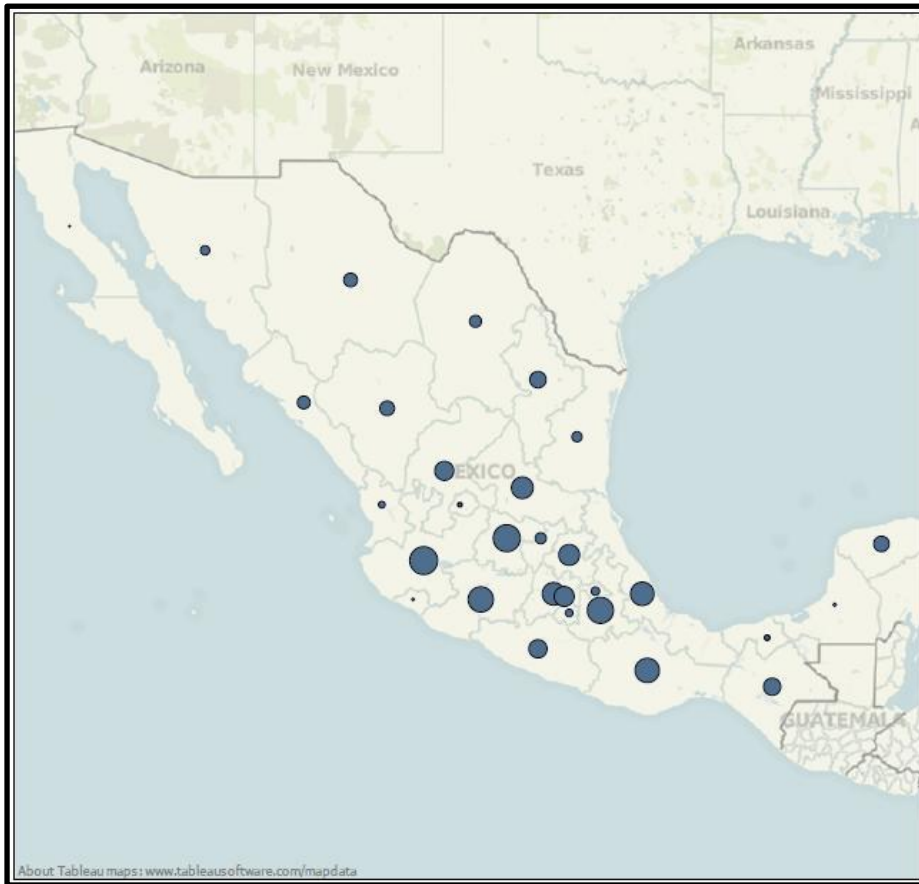 Arkansas
Arizona
New Mexico
Mississippi
A
Texas
Louisiana
EXICO
GUATEMALA
About Tableau maps: www.tableausoftware.com/mapdata